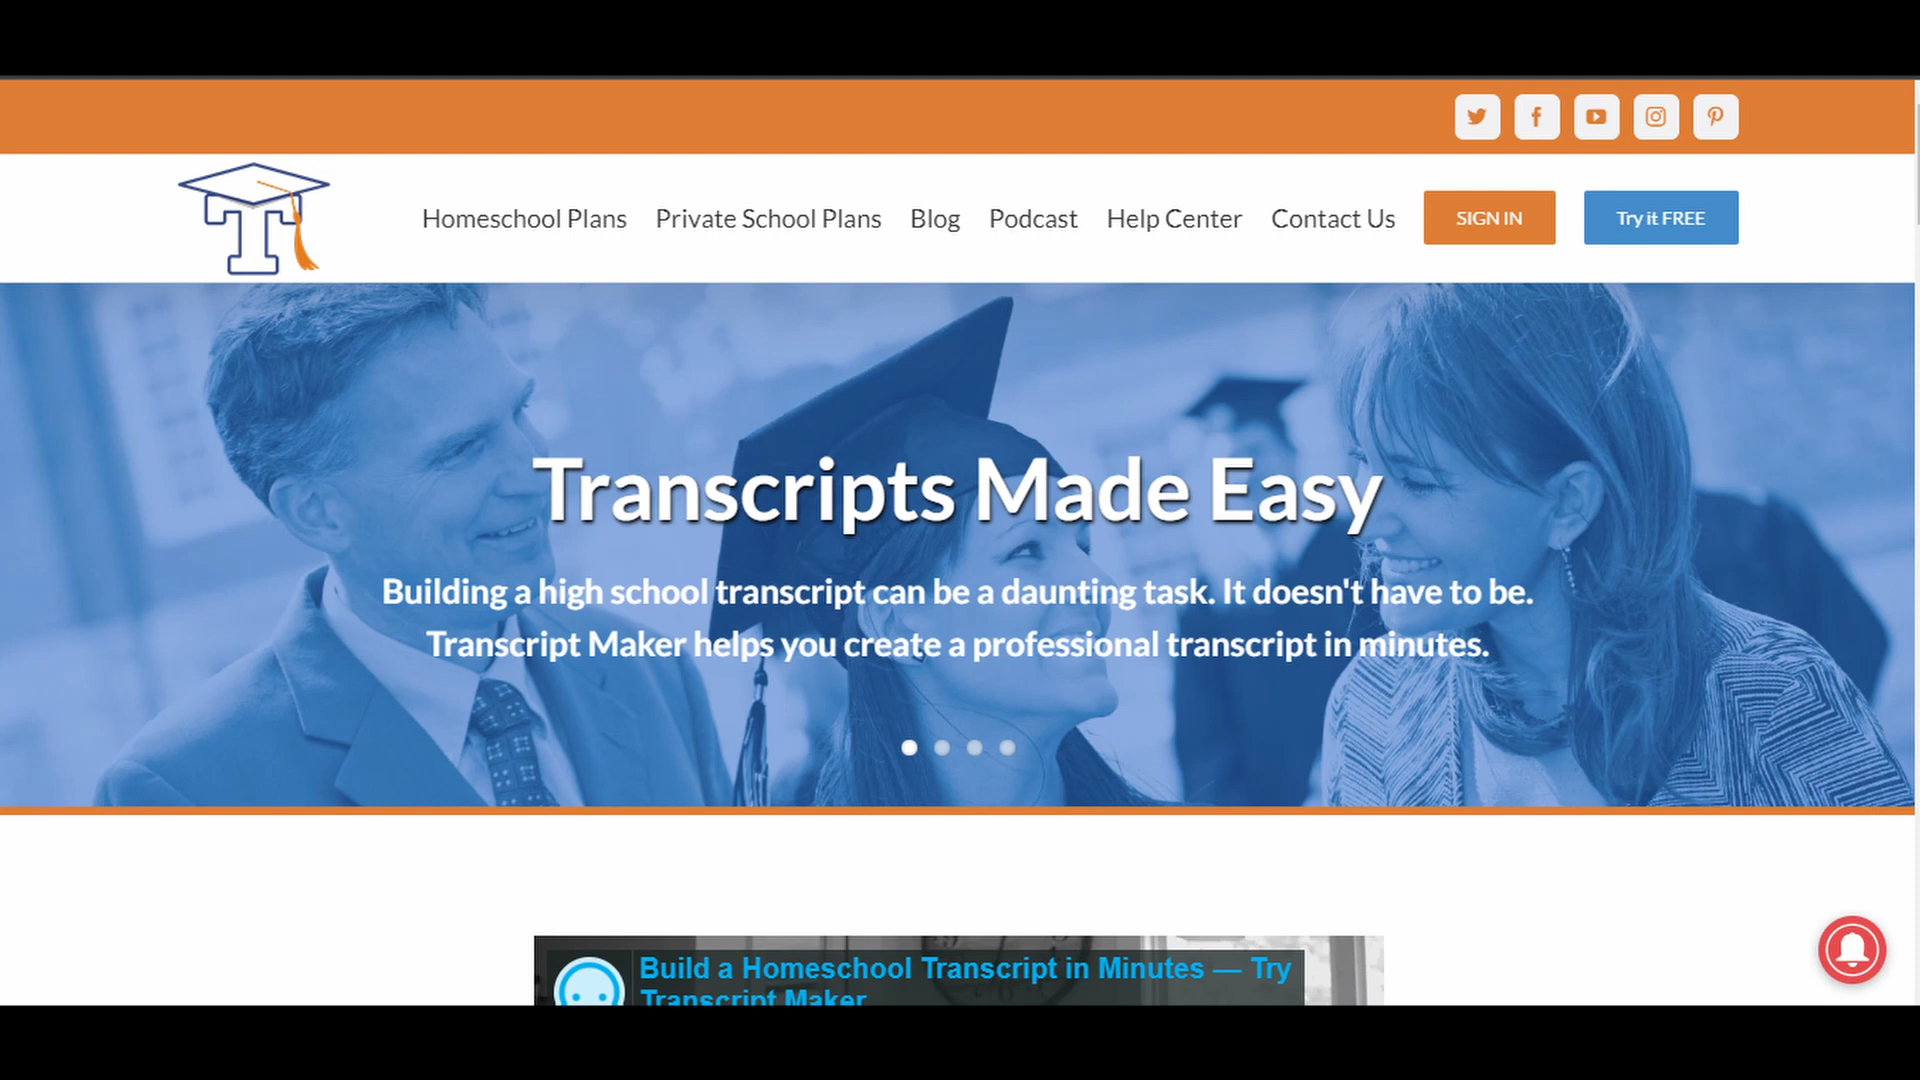 Homeschool Plans Private School Plans Blog Podcast Help Center Contact Us SIGN IN Try it FREE
Transcripts Made Easy
Building a high school transcript can be a daunting task. It doesn't have to be.
Transcript Maker helps you create a professional transcript in minutes.
Build a Homeschool Transcript in Minutes — Try
Transcript Maker